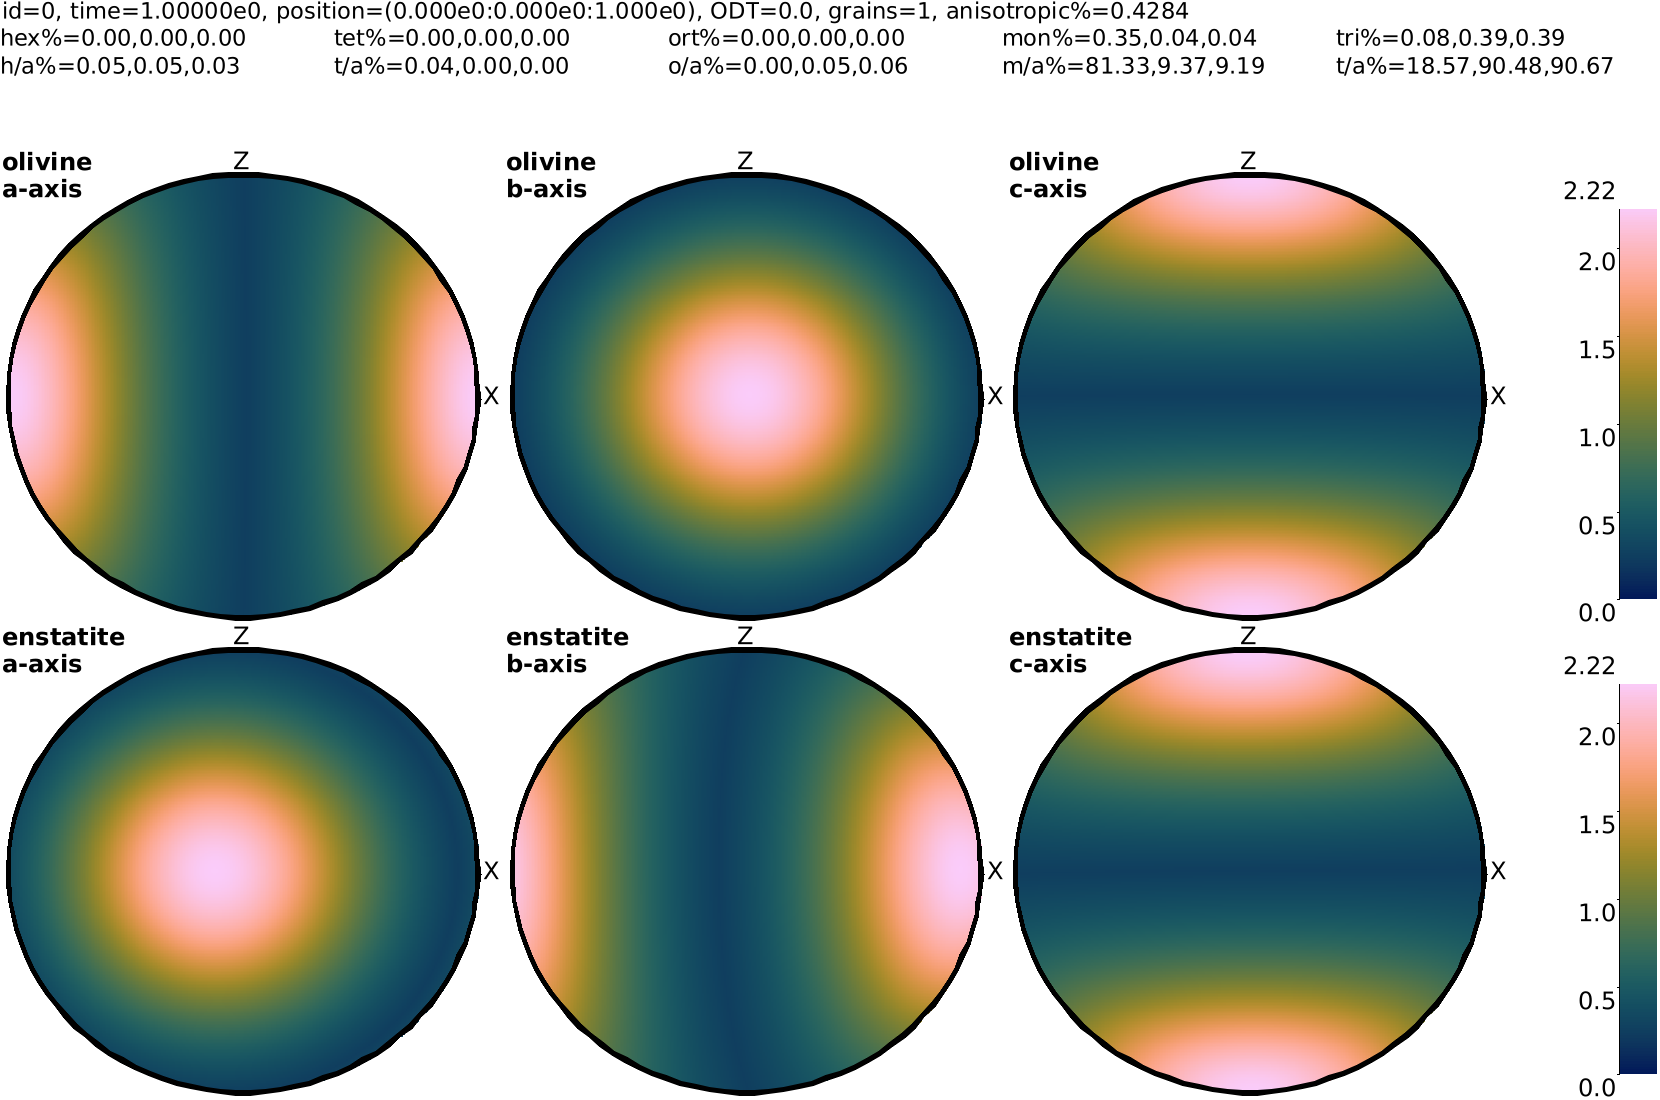 id=0, time=1.00000e0, position=(0.000e0:0.000e0:1.000e0), ODT=0.0, grains=1, anisotropic%=0.4284
hex%=0.00,0.00,0.00 tet%=0.00,0.00,0.00 ort%=0.00,0.00,0.00 mon%=0.35,0.04,0.04 tri%=0.08,0.39,0.39
h/a%=0.05,0.05,0.03 t/a%=0.04,0.00,0.00 o/a%=0.00,0.05,0.06 m/a%=81.33,9.37,9.19 t/a%=18.57,90.48,90.67
olivine Z olivine Z olivine Z
a-axis b-axis c-axis 2.22
2.0
1.5
X X X
1.0
0.5
0.0
enstatite Z enstatite Z enstatite Z
a-axis b-axis c-axis 2.22
2.0
1.5
X X X
1.0
0.5
0.0